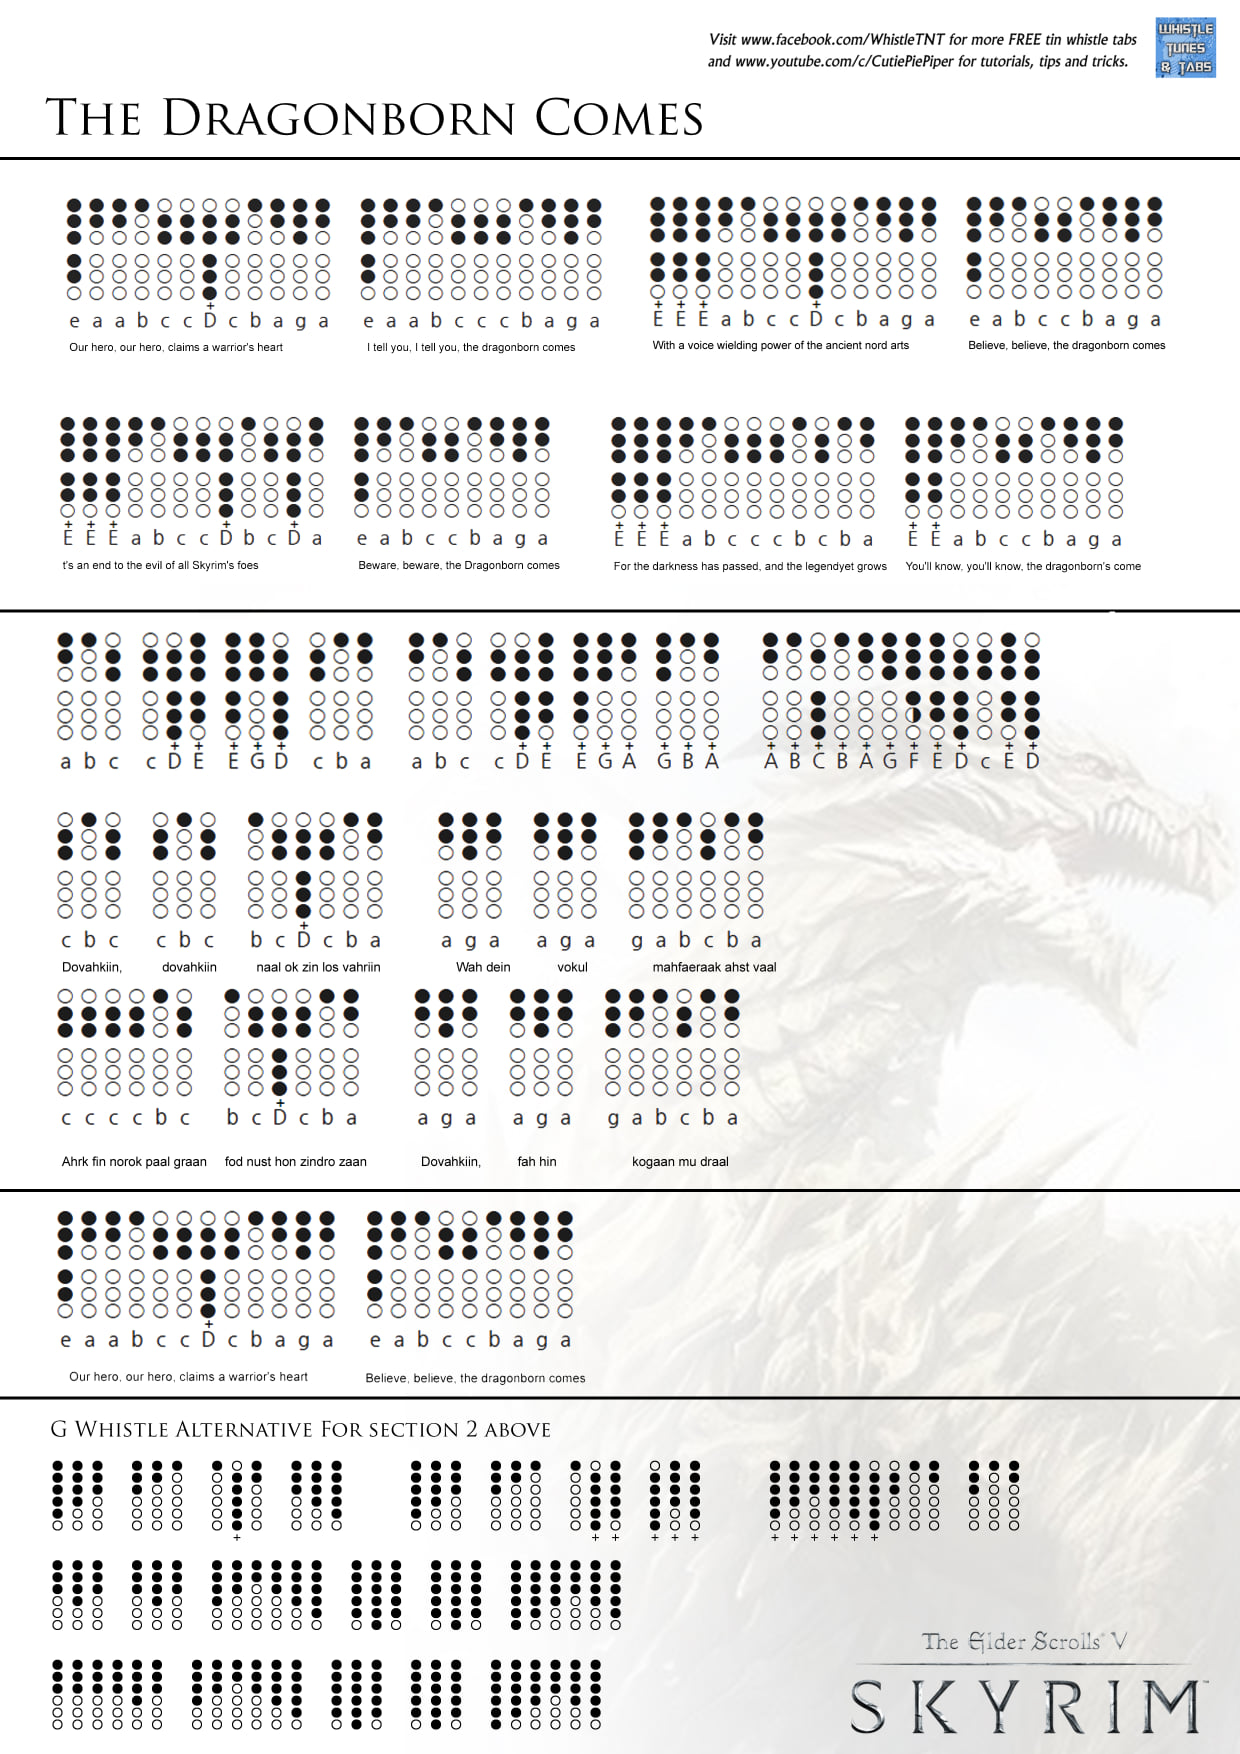 Visit www.facebook.com/WhistleTNT for more FREE tin whistle tabs
and www.youtube.com/c/CutiePiePiper for tutorials, tips and tricks.
WHISTLE
TUNES
& TABS
THE DRAGONBORN COMES
+ + + + +
e a a b c c D c b a g a e a a b c c c b a g a E E E a b c c D c b a g a e a b c c b a g a
Our hero, our hero, claims a warrior's heart I tell you, I tell you, the dragonborn comes With a voice wielding power of the ancient nord arts Believe, believe, the dragonborn comes
+ + + + + + + + + +
E E E a b c c D b c D a e a b c c b a g a E E E a b c c c b c b a E E a b c c b a g a
t's an end to the evil of all Skyrim's foes Beware, beware, the Dragonborn comes For the darkness has passed, and the legendyet grows You'll know, you'll know, the dragonborn's come
+ + + + + + + + + + + + + + + + + + + + + + + +
a b c c D E E G D c b a a b c c D E E G A G B A A B C B A G F E D c E D
+
c b c c b c b c D c b a a g a a g a g a b c b a
Dovahkiin, dovahkiin naal ok zin los vahriin Wah dein vokul mahfaeraak ahst vaal
+
c c c c b c b c D c b a a g a a g a g a b c b a
Ahrk fin norok paal graan fod nust hon zindro zaan Dovahkiin, fah hin kogaan mu draal
+
e a a b c c D c b a g a e a b c c b a g a
Our hero, our hero, claims a warrior's heart Believe, believe, the dragonborn comes
G WHISTLE ALTERNATIVE FOR SECTION 2 ABOVE
+ + + + + + + + + + + +
The Elder Scrolls V
SKYRIM™